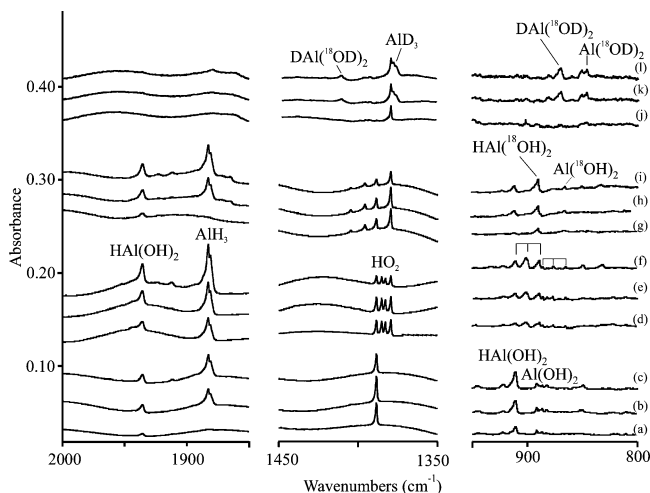 DAl(¹⁸OD)₂
AlD₃
DAl(¹⁸OD)₂
Al(¹⁸OD)₂
(l)
0.40
(k)
(j)
HAl(¹⁸OH)₂
Al(¹⁸OH)₂
0.30
(i)
(h)
(g)
Absorbance
HAl(OH)₂
AlH₃
HO₂
(f)
0.20
(e)
(d)
HAl(OH)₂
Al(OH)₂
0.10
(c)
(b)
(a)
2000
1900
1450
1350
900
800
Wavenumbers (cm⁻¹)